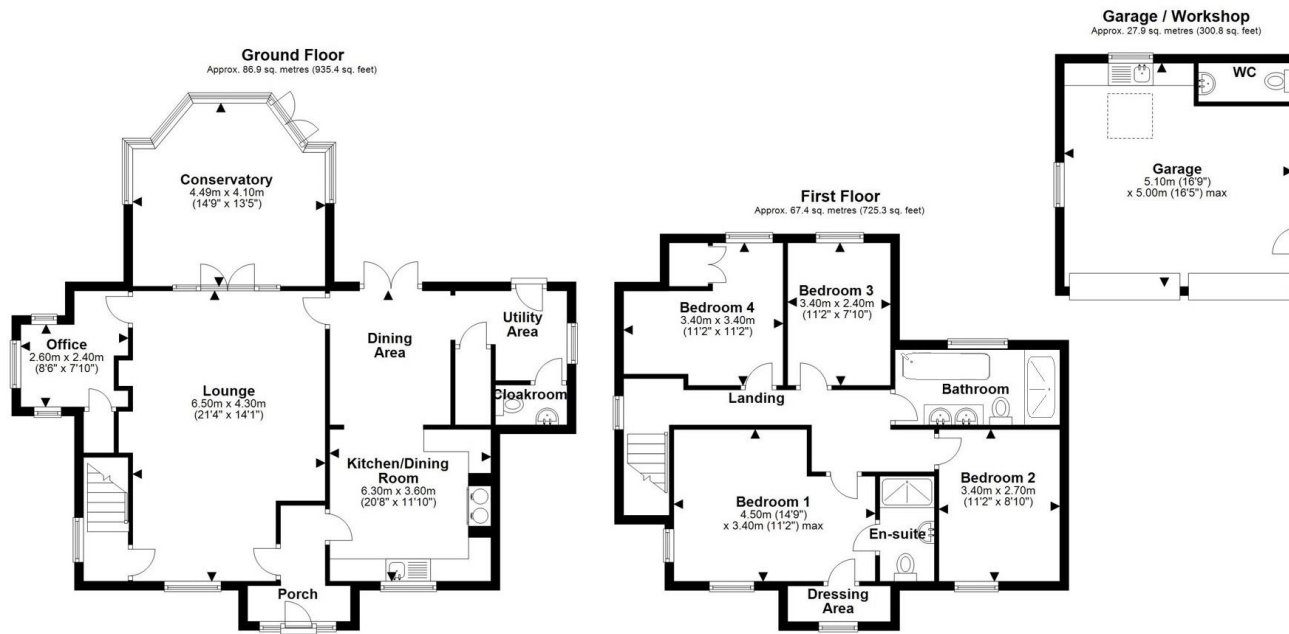 Ground Floor
Approx. 86.9 sq. metres (935.4 sq. feet)
Conservatory
4.49m x 4.10m
(14'9" x 13'5")
Office
2.60m x 2.40m
(8'6" x 7'10")
Lounge
6.50m x 4.30m
(21'4" x 14'1")
Dining
Area
Utility
Area
Cloakroom
Kitchen/Dining
Room
6.30m x 3.60m
(20'8" x 11'10")
Porch
First Floor
Approx. 67.4 sq. metres (725.3 sq. feet)
Bedroom 4
3.40m x 3.40m
(11'2" x 11'2")
Bedroom 3
3.40m x 2.40m
(11'2" x 7'10")
Bathroom
Landing
Bedroom 1
4.50m (14'9")
x 3.40m (11'2") max
En-suite
Bedroom 2
3.40m x 2.70m
(11'2" x 8'10")
Dressing
Area
Garage / Workshop
Approx. 27.9 sq. metres (300.8 sq. feet)
WC
Garage
5.10m (16'9")
x 5.00m (16'5") max